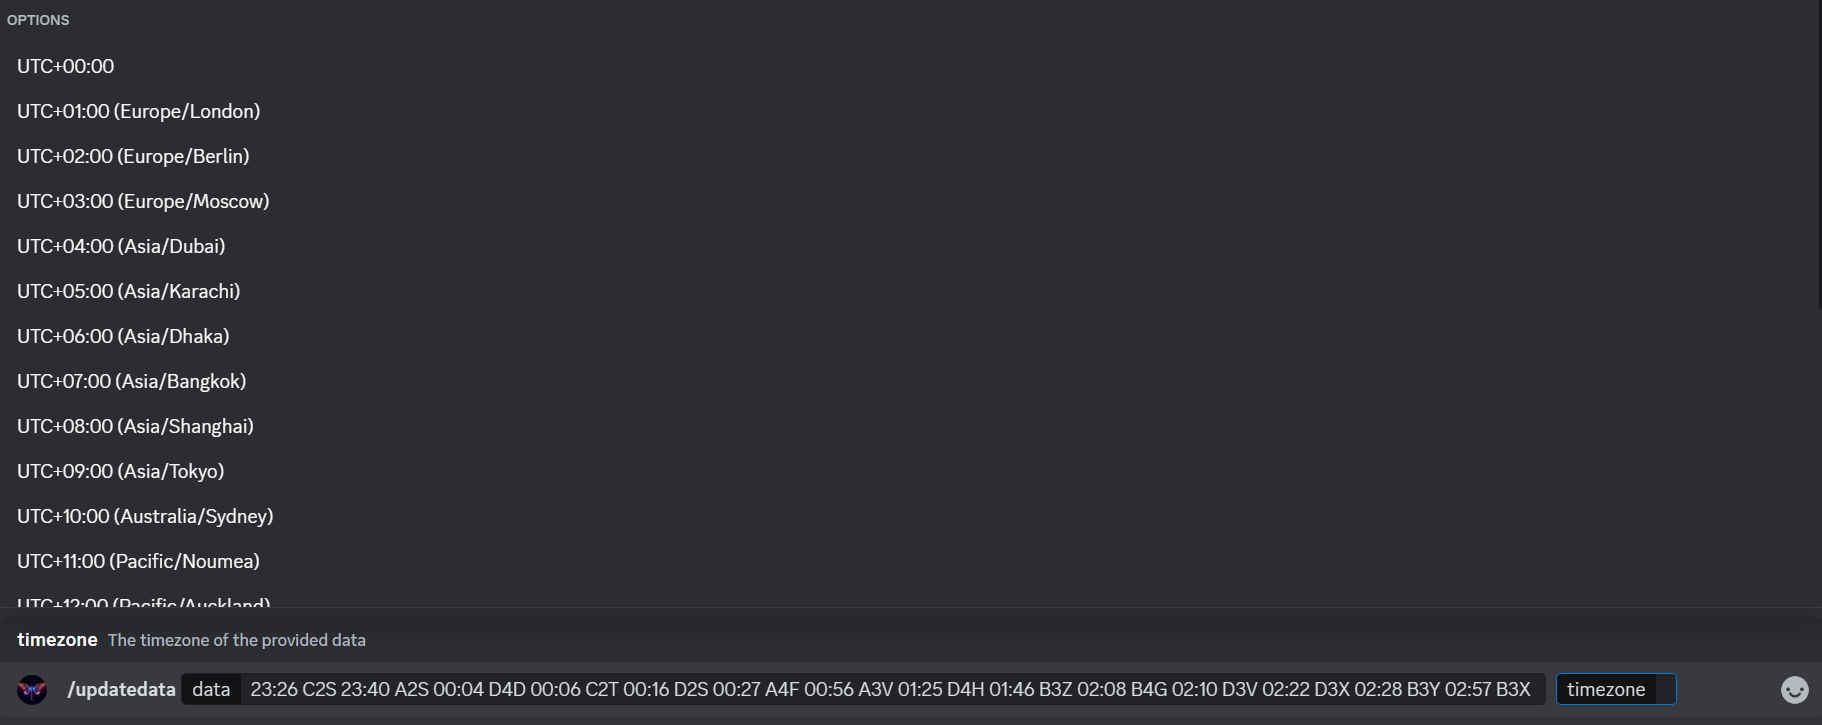 OPTIONS
UTC+00:00
UTC+01:00 (Europe/London)
UTC+02:00 (Europe/Berlin)
UTC+03:00 (Europe/Moscow)
UTC+04:00 (Asia/Dubai)
UTC+05:00 (Asia/Karachi)
UTC+06:00 (Asia/Dhaka)
UTC+07:00 (Asia/Bangkok)
UTC+08:00 (Asia/Shanghai)
UTC+09:00 (Asia/Tokyo)
UTC+10:00 (Australia/Sydney)
UTC+11:00 (Pacific/Noumea)
UTC+12:00 (Pacific/Auckland)
timezone The timezone of the provided data
/updatedata data 23:26 C2S 23:40 A2S 00:04 D4D 00:06 C2T 00:16 D2S 00:27 A4F 00:56 A3V 01:25 D4H 01:46 B3Z 02:08 B4G 02:10 D3V 02:22 D3X 02:28 B3Y 02:57 B3X timezone